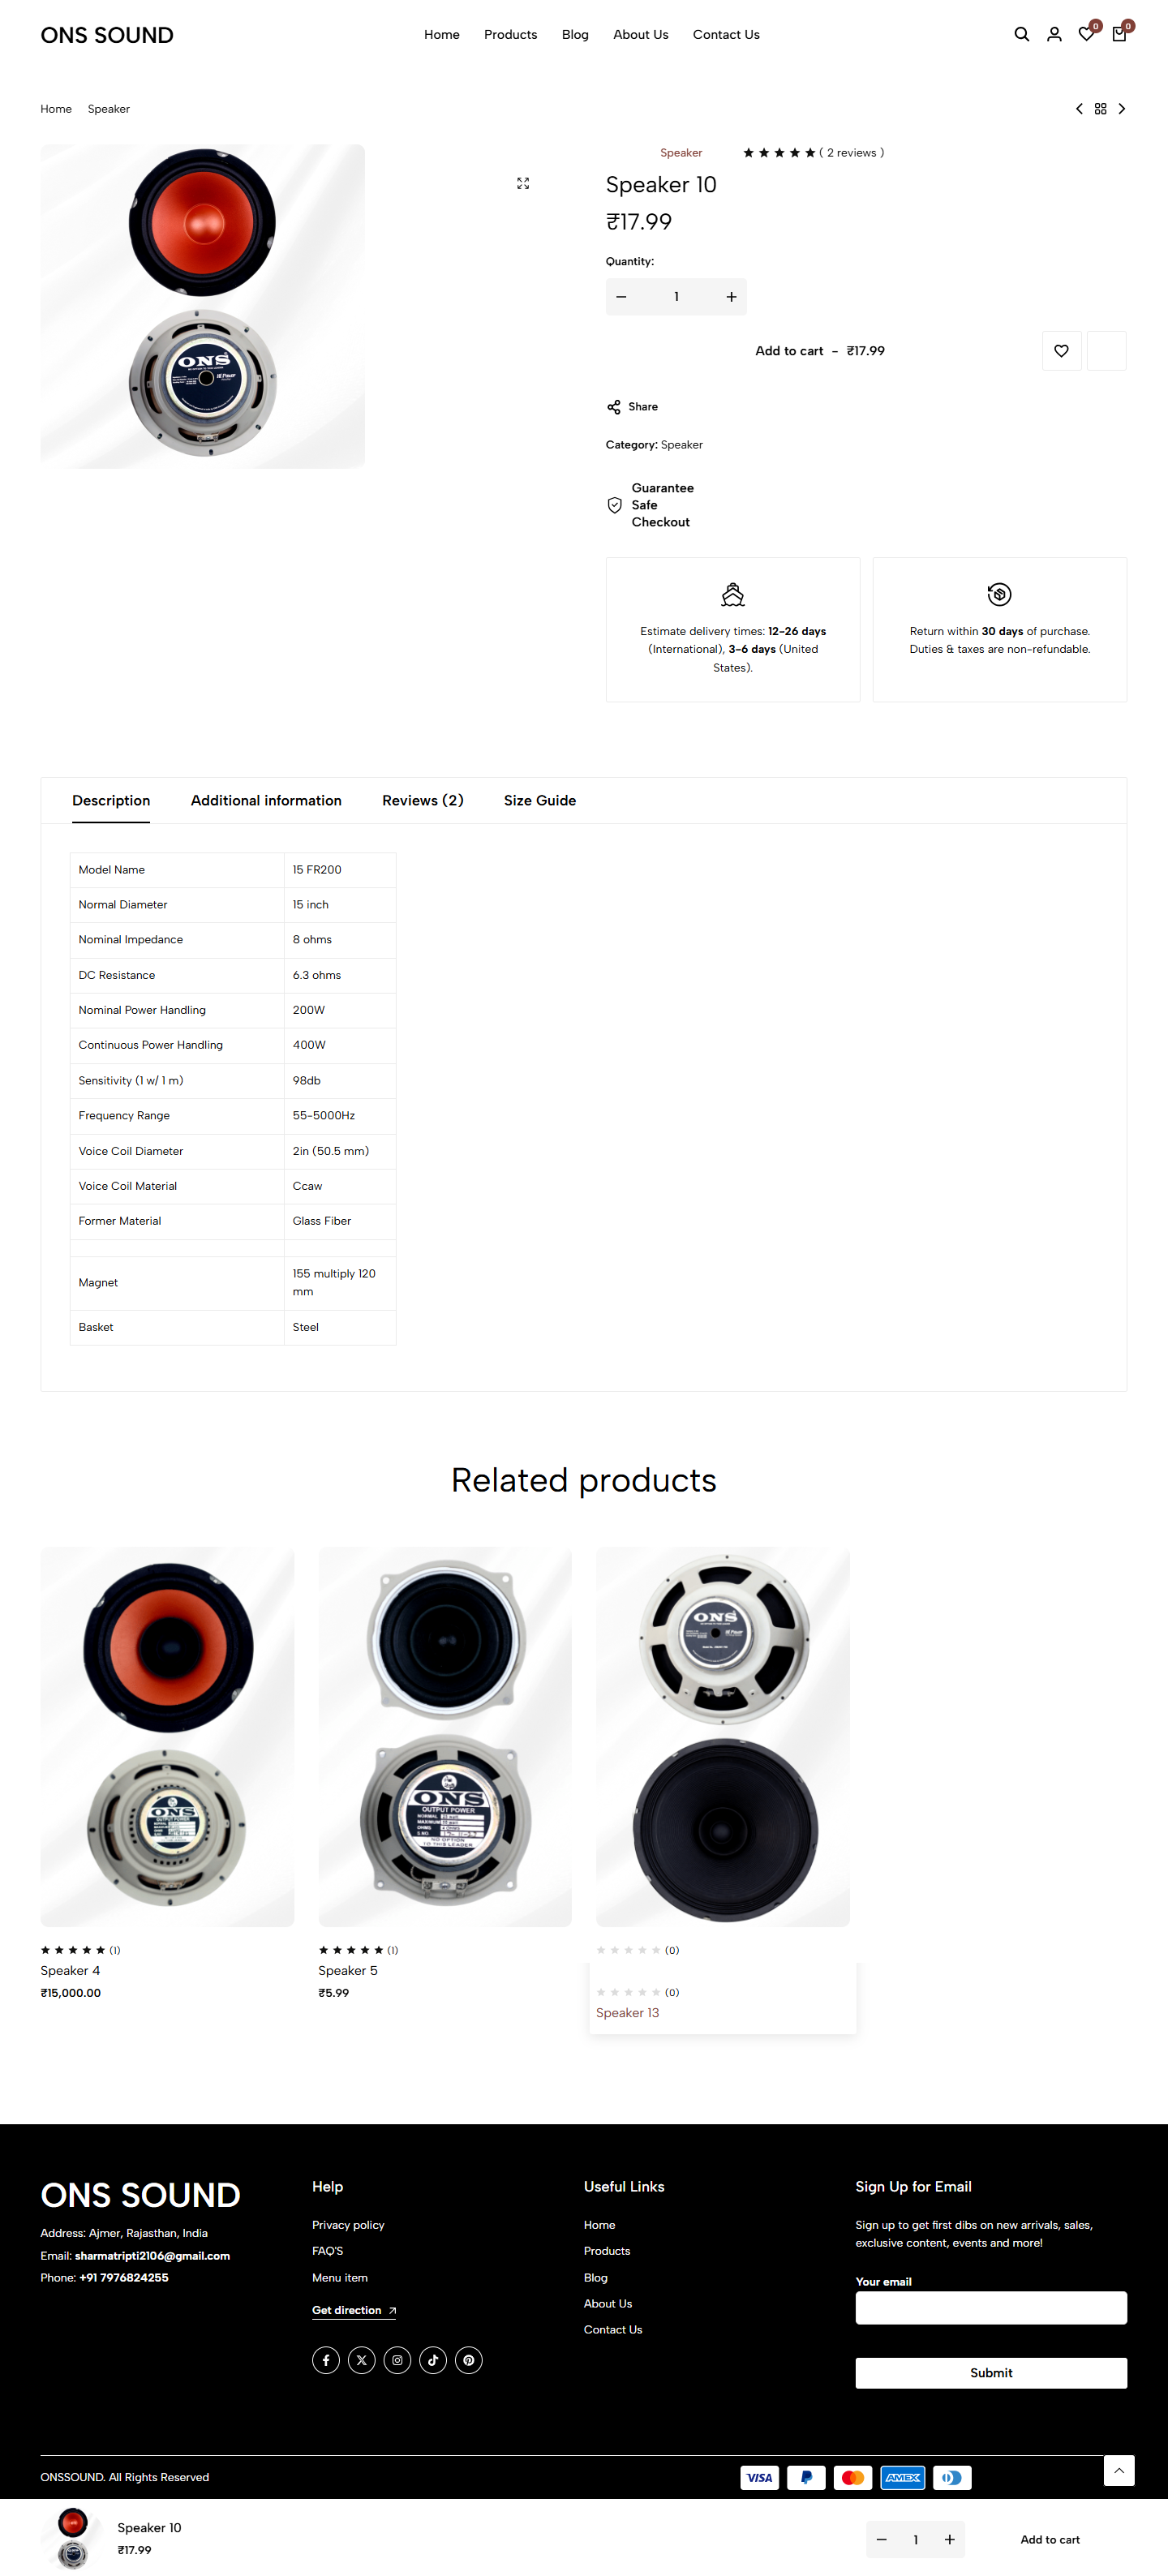 ONS SOUND
Home Products Blog About Us Contact Us
0 0
Home Speaker
Speaker ( 2 reviews )
Speaker 10
₹17.99
Quantity:
1
Add to cart - ₹17.99
Share
Category: Speaker
Guarantee
Safe
Checkout
Estimate delivery times: 12-26 days
(International), 3-6 days (United
States).
Return within 30 days of purchase.
Duties & taxes are non-refundable.
ONS
Description Additional information Reviews (2) Size Guide
Model Name 15 FR200
Normal Diameter 15 inch
Nominal Impedance 8 ohms
DC Resistance 6.3 ohms
Nominal Power Handling 200W
Continuous Power Handling 400W
Sensitivity (1 w/ 1 m) 98db
Frequency Range 55-5000Hz
Voice Coil Diameter 2in (50.5 mm)
Voice Coil Material Ccaw
Former Material Glass Fiber
Magnet 155 multiply 120
mm
Basket Steel
Related products
ONS
ONS
OUTPUT POWER
ONS
OUTPUT POWER
NO OPTION
TO THIS LEADER
(1)
Speaker 4
₹15,000.00
(1)
Speaker 5
₹5.99
(0)
(0)
Speaker 13
ONS SOUND
Address: Ajmer, Rajasthan, India
Email: sharmatripti2106@gmail.com
Phone: +91 7976824255
Help
Privacy policy
FAQ'S
Menu item
Get direction
Useful Links
Home
Products
Blog
About Us
Contact Us
Sign Up for Email
Sign up to get first dibs on new arrivals, sales,
exclusive content, events and more!
Your email
Submit
ONSSOUND. All Rights Reserved
VISA AMEX
Speaker 10
₹17.99
1
Add to cart